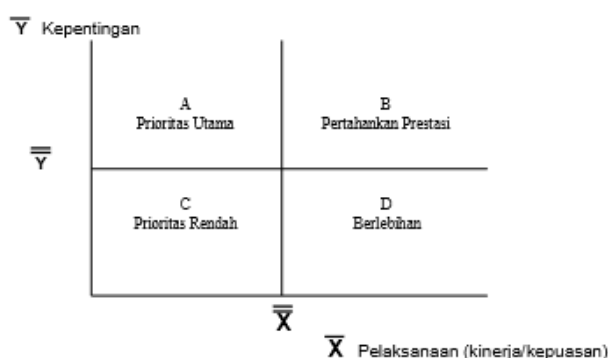 Y̅ Kepentingan
A
Prioritas Utama
B
Pertahankan Prestasi
Y̿
C
Prioritas Rendah
D
Berlebihan
X̿
X̅ Pelaksanaan (kinerja/kepuasan)